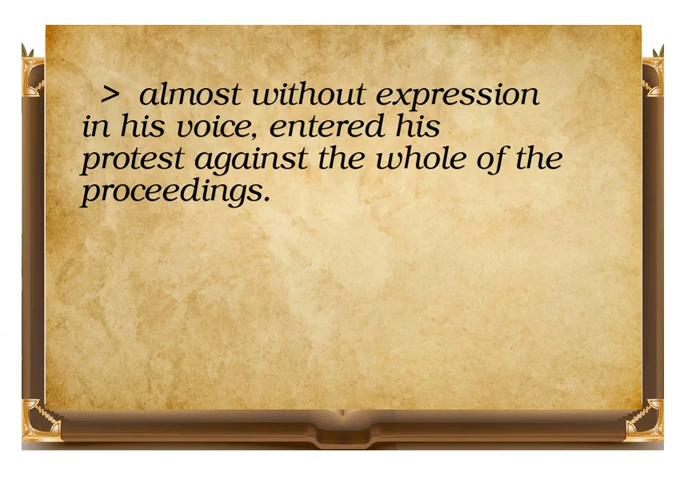 > almost without expression
in his voice, entered his
protest against the whole of the
proceedings.